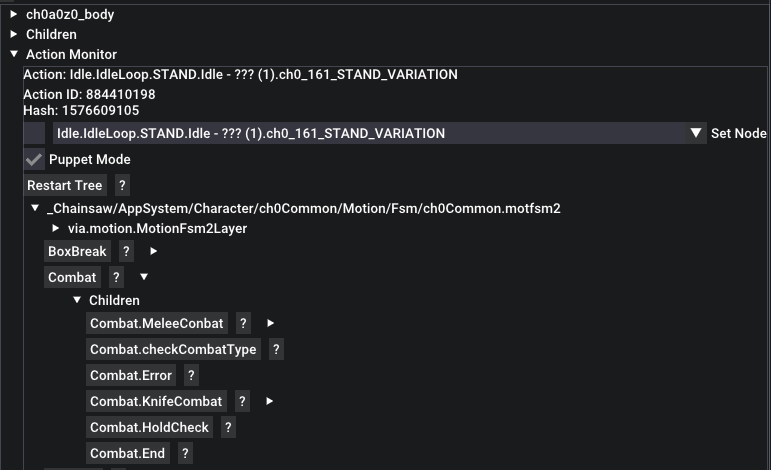 ch0a0z0_body
Children
Action Monitor
Action: Idle.IdleLoop.STAND.Idle - ??? (1).ch0_161_STAND_VARIATION
Action ID: 884410198
Hash: 1576609105
Idle.IdleLoop.STAND.Idle - ??? (1).ch0_161_STAND_VARIATION Set Node
Puppet Mode
Restart Tree ?
_Chainsaw/AppSystem/Character/ch0Common/Motion/Fsm/ch0Common.motfsm2
via.motion.MotionFsm2Layer
BoxBreak ?
Combat ?
Children
Combat.MeleeConbat ?
Combat.checkCombatType ?
Combat.Error ?
Combat.KnifeCombat ?
Combat.HoldCheck ?
Combat.End ?